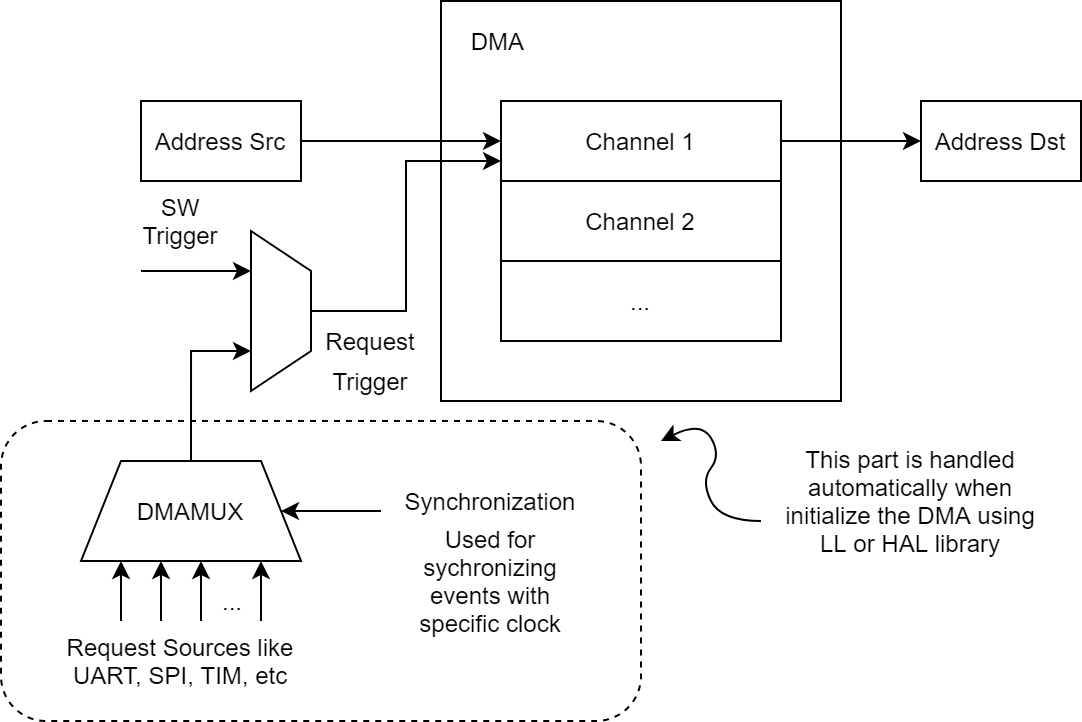 DMA
Address Src
Channel 1
Address Dst
SW
Trigger
Channel 2
...
Request
Trigger
DMAMUX
Synchronization
Used for
sychronizing
events with
specific clock
This part is handled
automatically when
initialize the DMA using
LL or HAL library
...
Request Sources like
UART, SPI, TIM, etc